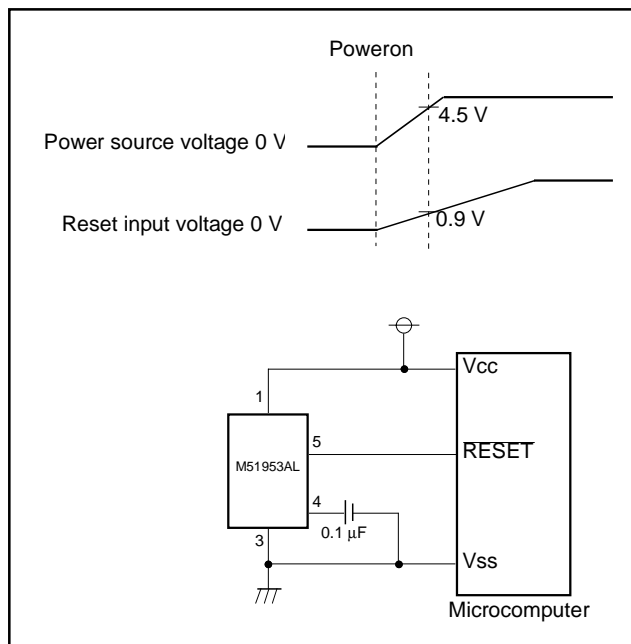 Poweron
4.5 V
Power source voltage 0 V
Reset input voltage 0 V
0.9 V
Vcc
1
5
RESET
M51953AL
4
0.1 μF
3
Vss
Microcomputer